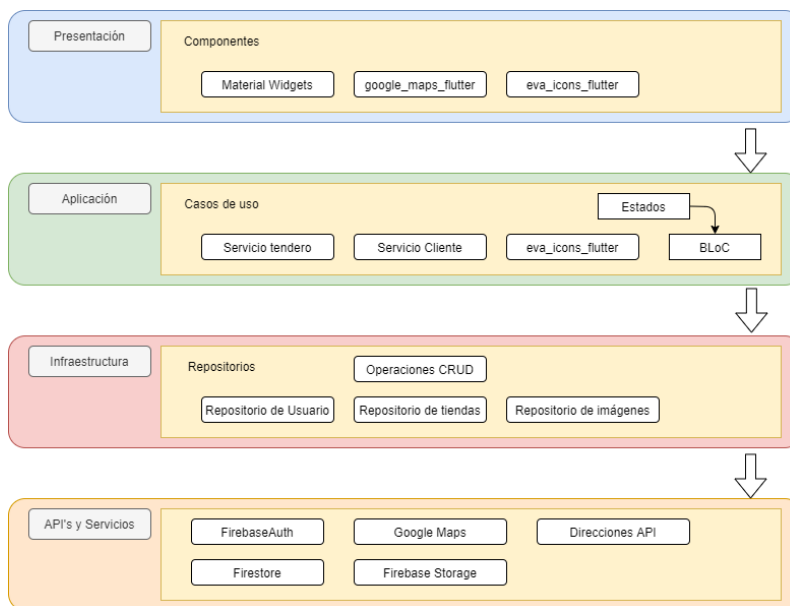 Presentación
Componentes
Material Widgets
google_maps_flutter
eva_icons_flutter
Aplicación
Casos de uso
Estados
Servicio tendero
Servicio Cliente
eva_icons_flutter
BLoC
Infraestructura
Repositorios
Operaciones CRUD
Repositorio de Usuario
Repositorio de tiendas
Repositorio de imágenes
API's y Servicios
FirebaseAuth
Google Maps
Direcciones API
Firestore
Firebase Storage